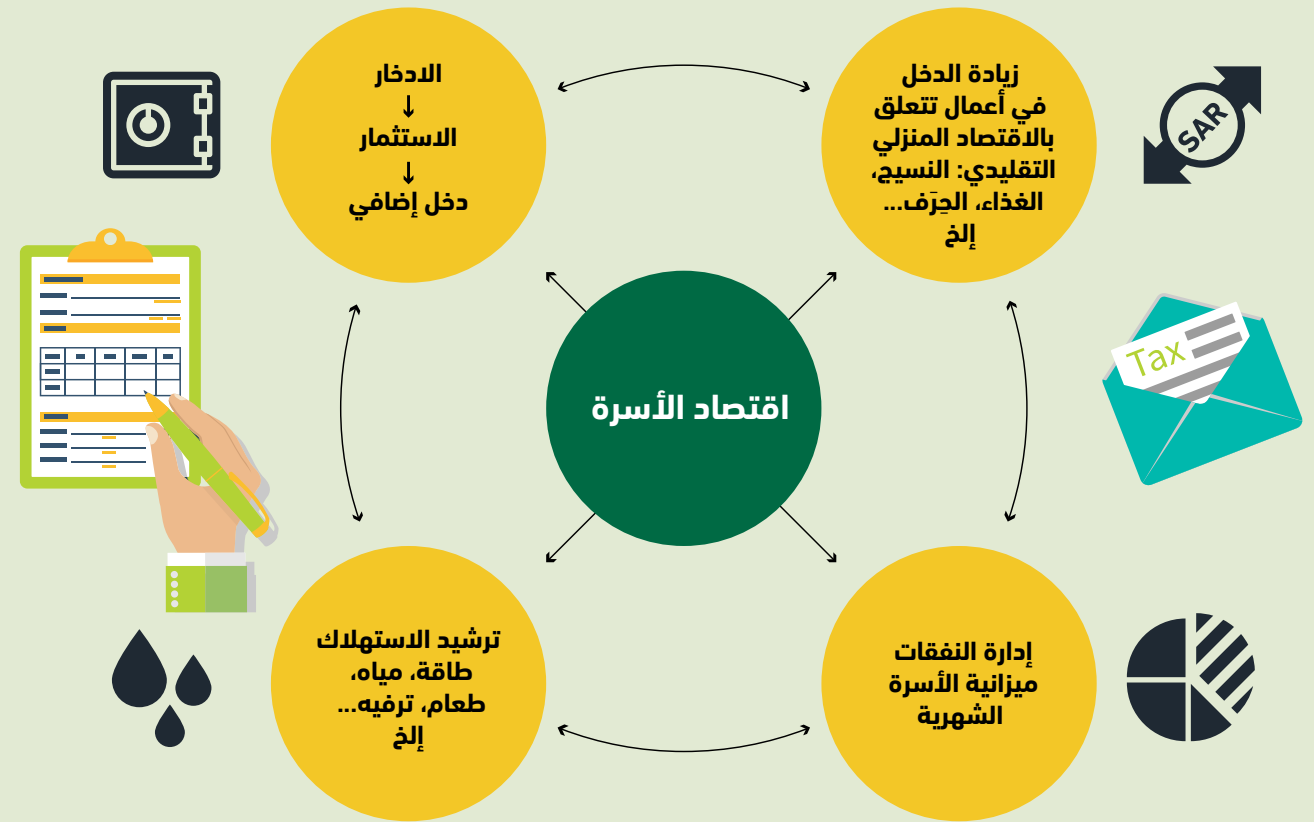 زيادة الدخل
في أعمال تتعلق
بالاقتصاد المنزلي
التقليدي: النسيج،
الغذاء، الحِرَف...
إلخ
SAR
الادخار
↓
الاستثمار
↓
دخل إضافي
Tax
اقتصاد الأسرة
إدارة النفقات
ميزانية الأسرة
الشهرية
ترشيد الاستهلاك
طاقة، مياه،
طعام، ترفيه...
إلخ